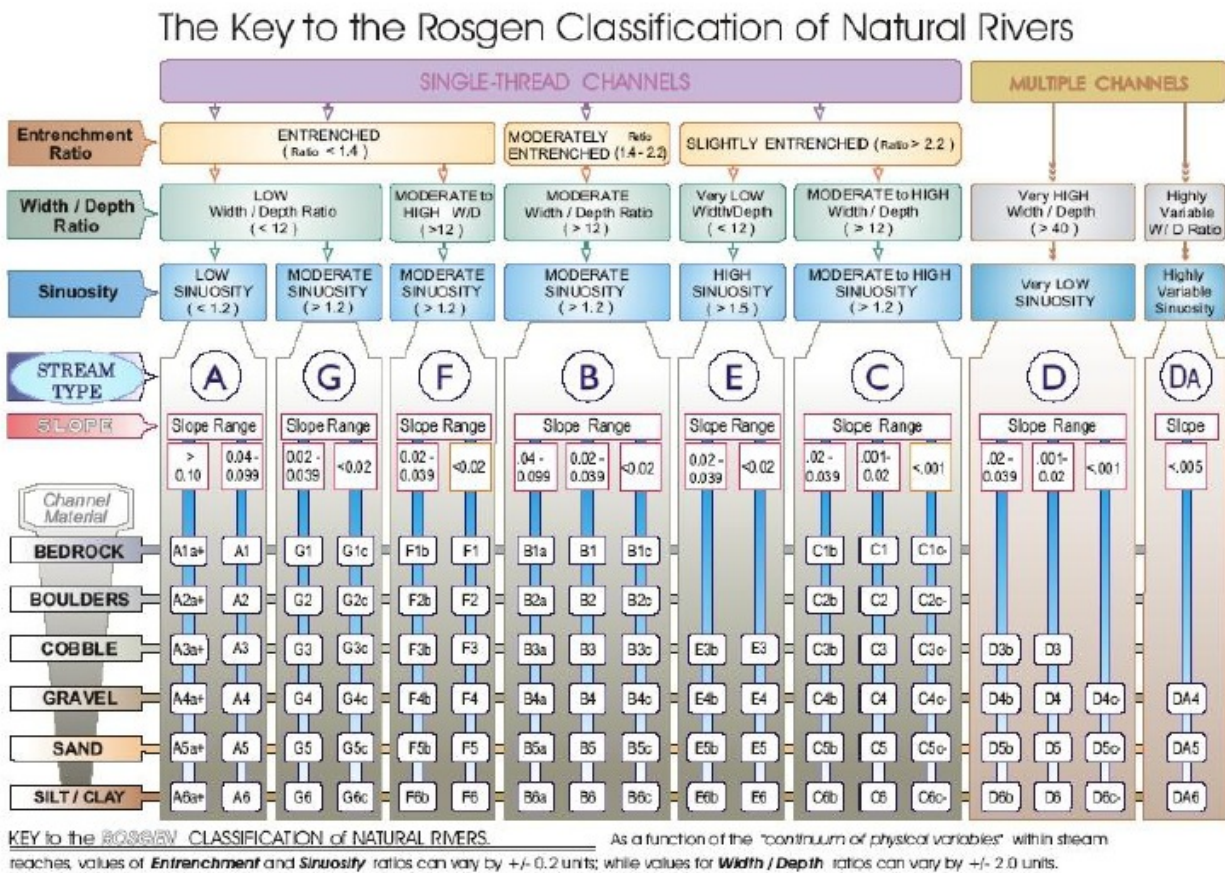 The Key to the Rosgen Classification of Natural Rivers
SINGLE-THREAD CHANNELS
MULTIPLE CHANNELS
Entrenchment
Ratio
ENTRENCHED
( Ratio < 1.4 )
MODERATELY Ratio
ENTRENCHED (1.4 - 2.2)
SLIGHTLY ENTRENCHED ( Ratio > 2.2 )
Width / Depth
Ratio
LOW
Width / Depth Ratio
( < 12 )
MODERATE to
HIGH W/D
( >12 )
MODERATE
Width / Depth Ratio
( > 12 )
Very LOW
Width/Depth
( < 12 )
MODERATE to HIGH
Width / Depth
( > 12 )
Very HIGH
Width / Depth
( > 40 )
Highly
Variable
W / D Ratio
Sinuosity
LOW
SINUOSITY
( < 1.2 )
MODERATE
SINUOSITY
( > 1.2 )
MODERATE
SINUOSITY
( > 1.2 )
MODERATE
SINUOSITY
( > 1.2 )
HIGH
SINUOSITY
( > 1.5 )
MODERATE to HIGH
SINUOSITY
( > 1.2 )
Very LOW
SINUOSITY
Highly
Variable
Sinuosity
STREAM
TYPE
A G F B E C D DA
SLOPE
Slope Range Slope Range Slope Range Slope Range Slope Range Slope Range Slope Range Slope
> 0.10
0.04 - 0.099
0.02 - 0.039
<0.02
0.02 - 0.039
<0.02
.04 - 0.099
0.02 - 0.039
<0.02
0.02 - 0.039
<0.02
.02 - 0.039
.001- 0.02
<.001
.02 - 0.039
.001- 0.02
<.001
<.005
Channel
Material
BEDROCK A1a+ A1 G1 G1c F1b F1 B1a B1 B1c C1b C1 C1c-
BOULDERS A2a+ A2 G2 G2c F2b F2 B2a B2 B2c C2b C2 C2c-
COBBLE A3a+ A3 G3 G3c F3b F3 B3a B3 B3c E3b E3 C3b C3 C3c- D3b D3
GRAVEL A4a+ A4 G4 G4c F4b F4 B4a B4 B4c E4b E4 C4b C4 C4c- D4b D4 D4c- DA4
SAND A5a+ A5 G5 G5c F5b F5 B5a B5 B5c E5b E5 C5b C5 C5c- D5b D5 D5c- DA5
SILT / CLAY A6a+ A6 G6 G6c F6b F6 B6a B6 B6c E6b E6 C6b C6 C6c- D6b D6 D6c- DA6
KEY to the ROSGEN CLASSIFICATION of NATURAL RIVERS. As a function of the "continuum of physical variables" within stream
reaches, values of Entrenchment and Sinuosity ratios can vary by +/- 0.2 units; while values for Width / Depth ratios can vary by +/- 2.0 units.